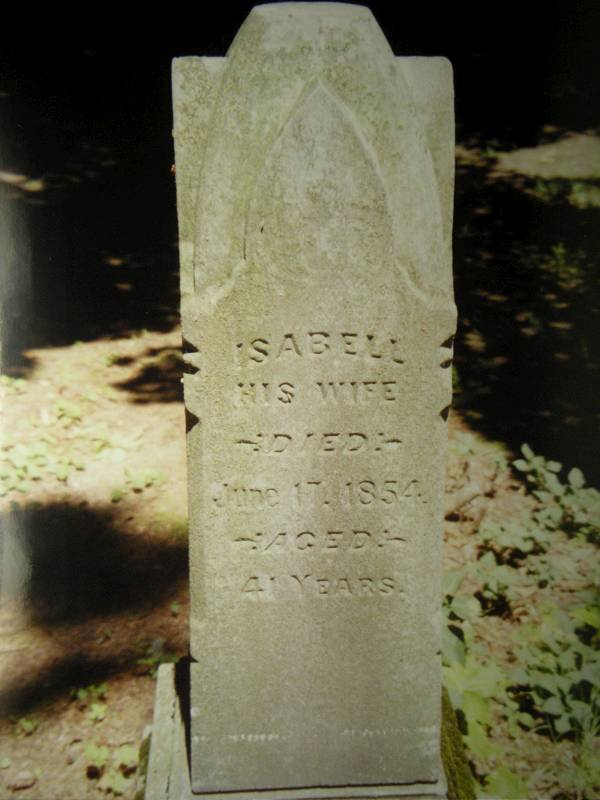 ISABELL
HIS WIFE
DIED
June 17. 1854.
AGED
41 YEARS.